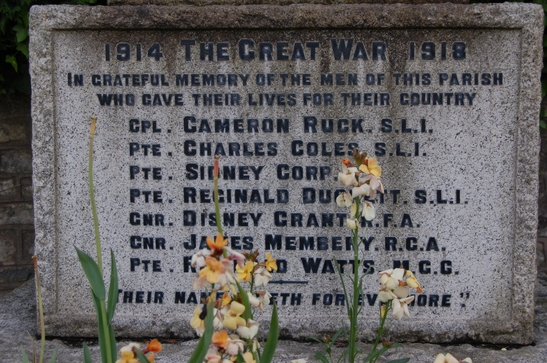 1914 THE GREAT WAR 1918
IN GRATEFUL MEMORY OF THE MEN OF THIS PARISH
WHO GAVE THEIR LIVES FOR THEIR COUNTRY
CPL. CAMERON RUCK. S.L.I.
PTE. CHARLES COLES. S.L.I.
PTE. SIDNEY
PTE. REGINALD S.L.I.
GNR. DISNEY GRANT. R.F.A.
GNR. JAMES MEMBERY. R.G.A.
PTE. WATTS. M.G.C.
"THEIR FOR EVERMORE"